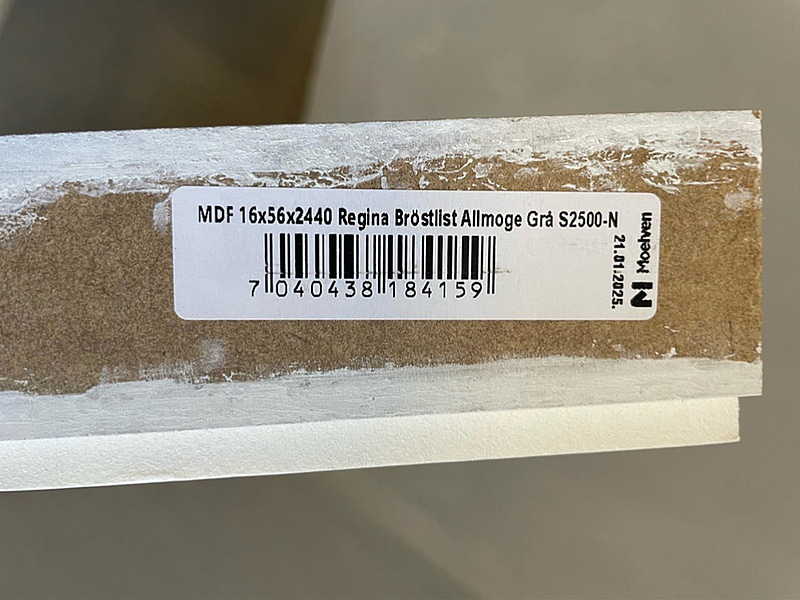 MDF 16x56x2440 Regina Bröstlist Allmoge Grå S2500-N
7 040438 184159
21.01.2025.
Moelven